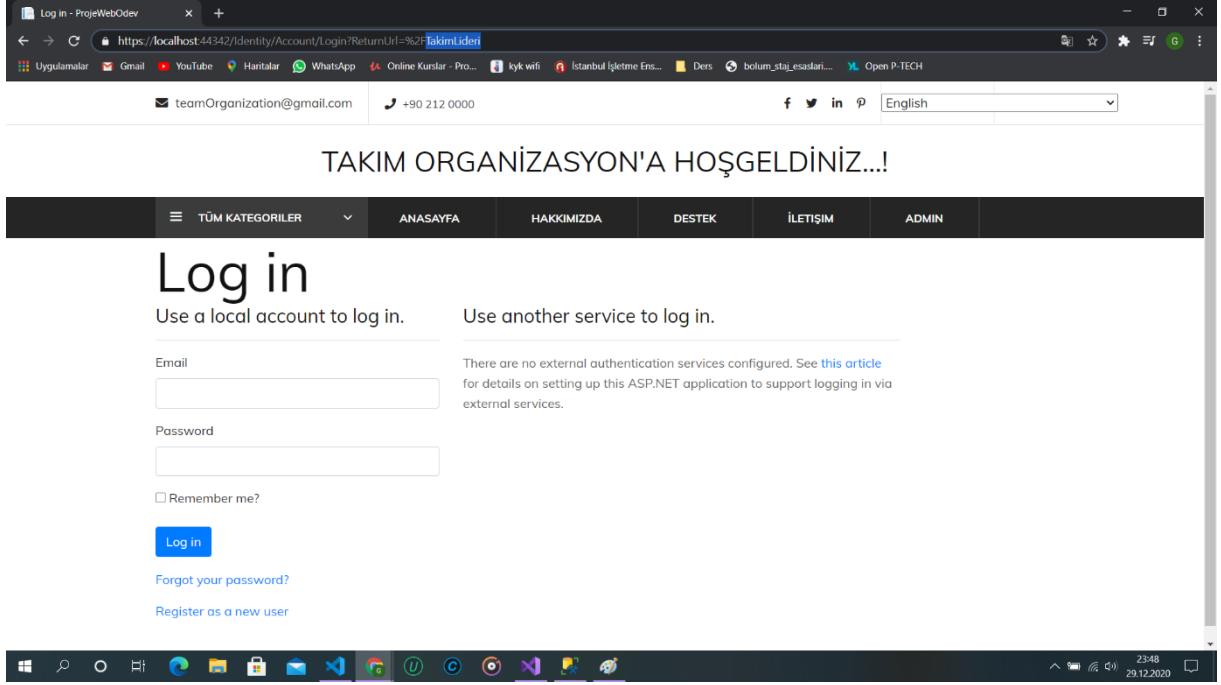 Log in - ProjeWebOdev
https://localhost:44342/Identity/Account/Login?ReturnUrl=%2FTakimLideri
G
Uygulamalar Gmail YouTube Haritalar WhatsApp Online Kurslar - Pro... kyk wifi İstanbul İşletme Ens... Ders bolum_staj_esaslari.... Open P-TECH
teamOrganization@gmail.com +90 212 0000 English
TAKIM ORGANİZASYON'A HOŞGELDİNİZ...!
TÜM KATEGORILER ANASAYFA HAKKIMIZDA DESTEK İLETIŞIM ADMIN
Log in
Use a local account to log in.
Email
Password
Remember me?
Log in
Forgot your password?
Register as a new user
Use another service to log in.
There are no external authentication services configured. See this article
for details on setting up this ASP.NET application to support logging in via
external services.
23:48
29.12.2020